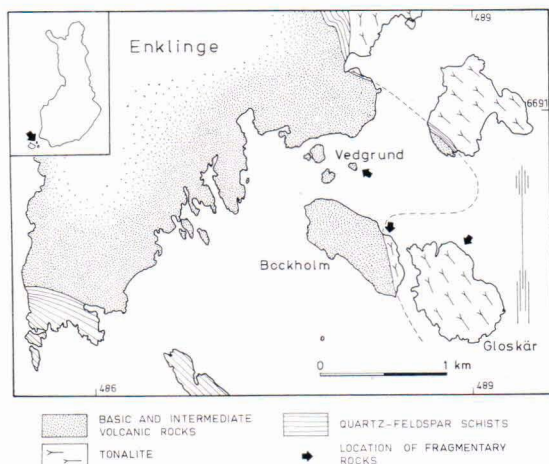 489
Enklinge
6691
Vedgrund
Bockholm
Gloskär
0 1 km
486
489
BASIC AND INTERMEDIATE
VOLCANIC ROCKS
QUARTZ-FELDSPAR SCHISTS
TONALITE
LOCATION OF FRAGMENTARY
ROCKS